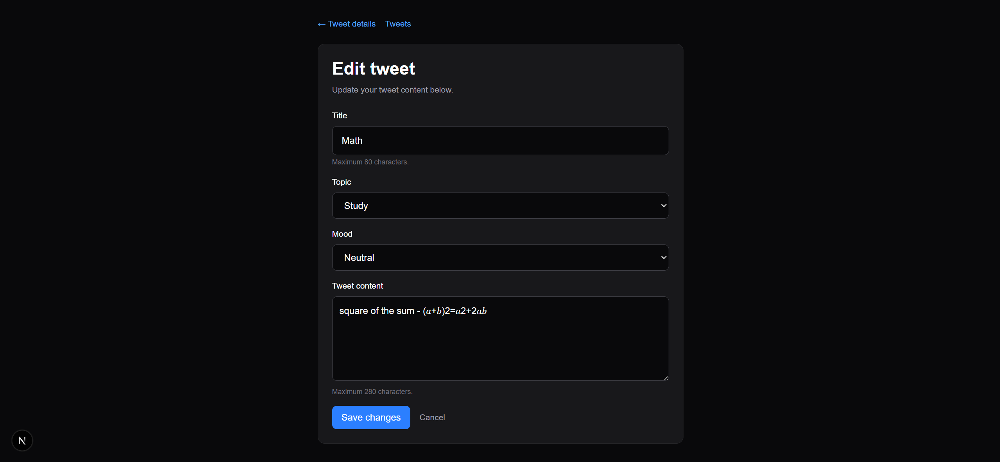 ← Tweet details Tweets
Edit tweet
Update your tweet content below.
Title
Math
Maximum 80 characters.
Topic
Study
Mood
Neutral
Tweet content
square of the sum - (𝑎+𝑏)2=𝑎2+2𝑎𝑏
Maximum 280 characters.
Save changes Cancel
N